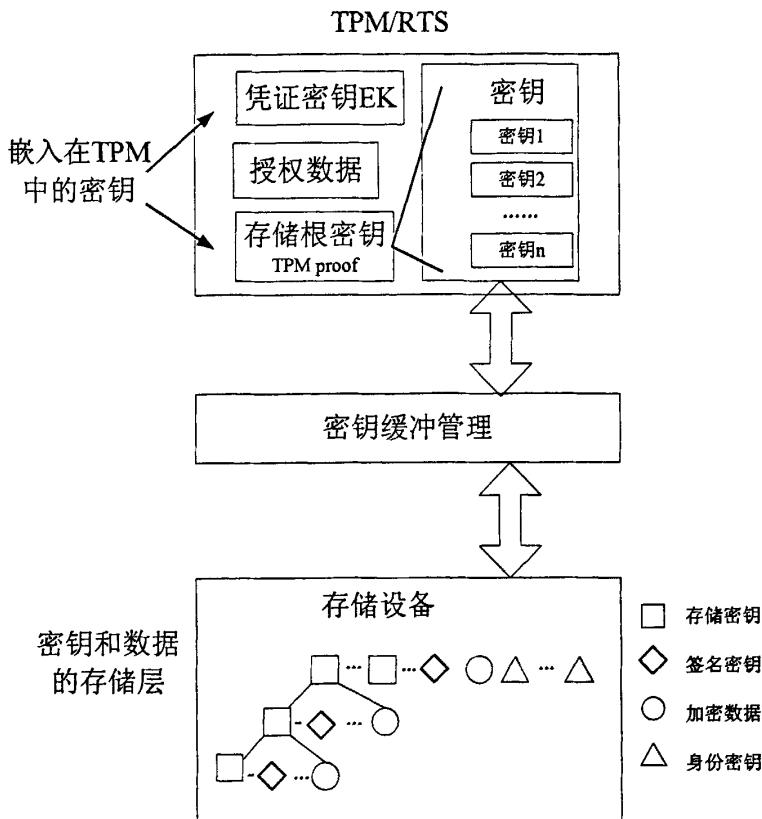 TPM/RTS
凭证密钥EK
授权数据
存储根密钥
TPM proof
密钥
密钥1
密钥2
......
密钥n
嵌入在TPM
中的密钥
密钥缓冲管理
存储设备
密钥和数据
的存储层
... ... ...
- ...
- ...
存储密钥
签名密钥
加密数据
身份密钥